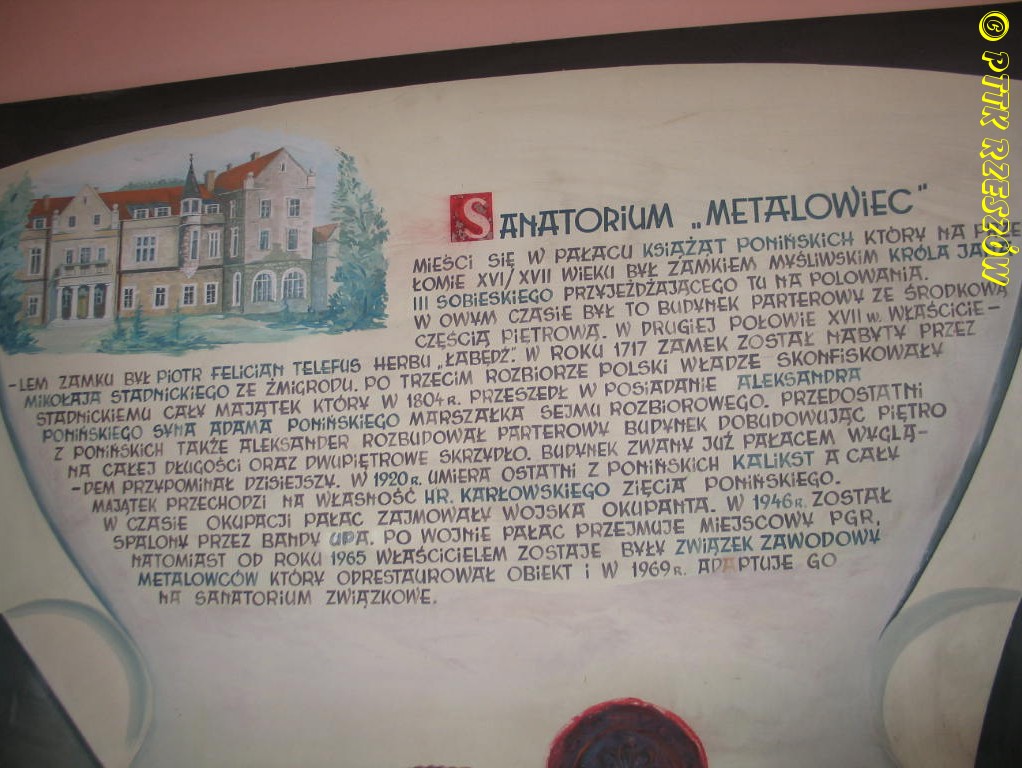 SANATORIUM „METALOWIEC"
MIEŚCI SIĘ W PAŁACU KSIĄŻĄT PONIŃSKICH KTÓRY NA PRZE
ŁOMIE XVI/XVII WIEKU BYŁ ZAMKIEM MYŚLIWSKIM KRÓLA JANA
III SOBIESKIEGO PRZYJEŻDŻAJĄCEGO TU NA POLOWANIA.
W OWYM CZASIE BYŁ TO BUDYNEK PARTEROWY ZE ŚRODKOWĄ
CZĘŚCIĄ PIĘTROWĄ. W DRUGIEJ POŁOWIE XVII W. WŁAŚCICIE-
-LEM ZAMKU BYŁ PIOTR FELICIAN TELEFUS HERBU „ŁABĘDŹ". W ROKU 1717 ZAMEK ZOSTAŁ NABYTY PRZEZ
MIKOŁAJA STADNICKIEGO ZE ŻMIGRODU. PO TRZECIM ROZBIORZE POLSKI WŁADZE SKONFISKOWAŁY
STADNICKIEMU CAŁY MAJĄTEK KTÓRY W 1804 R. PRZESZEDŁ W POSIADANIE ALEKSANDRA
PONIŃSKIEGO SYNA ADAMA PONIŃSKIEGO MARSZAŁKA SEJMU ROZBIOROWEGO. PRZEDOSTATNI
Z PONIŃSKICH TAKŻE ALEKSANDER ROZBUDOWAŁ PARTEROWY BUDYNEK DOBUDOWUJĄC PIĘTRO
NA CAŁEJ DŁUGOŚCI ORAZ DWUPIĘTROWE SKRZYDŁO. BUDYNEK ZWANY JUŻ PAŁACEM WYGLĄ-
-DEM PRZYPOMINAŁ DZISIEJSZY. W 1920 R. UMIERA OSTATNI Z PONIŃSKICH KALIKST A CAŁY
MAJĄTEK PRZECHODZI NA WŁASNOŚĆ HR. KARŁOWSKIEGO ZIĘCIA PONIŃSKIEGO.
W CZASIE OKUPACJI PAŁAC ZAJMOWAŁY WOJSKA OKUPANTA. W 1946 R. ZOSTAŁ
SPALONY PRZEZ BANDY UPA. PO WOJNIE PAŁAC PRZEJMUJE MIEJSCOWY PGR,
NATOMIAST OD ROKU 1965 WŁAŚCICIELEM ZOSTAJE BYŁY ZWIĄZEK ZAWODOWY
METALOWCÓW KTÓRY ODRESTAUROWAŁ OBIEKT I W 1969 R. ADAPTUJE GO
NA SANATORIUM ZWIĄZKOWE.
© PTTK RZESZÓW